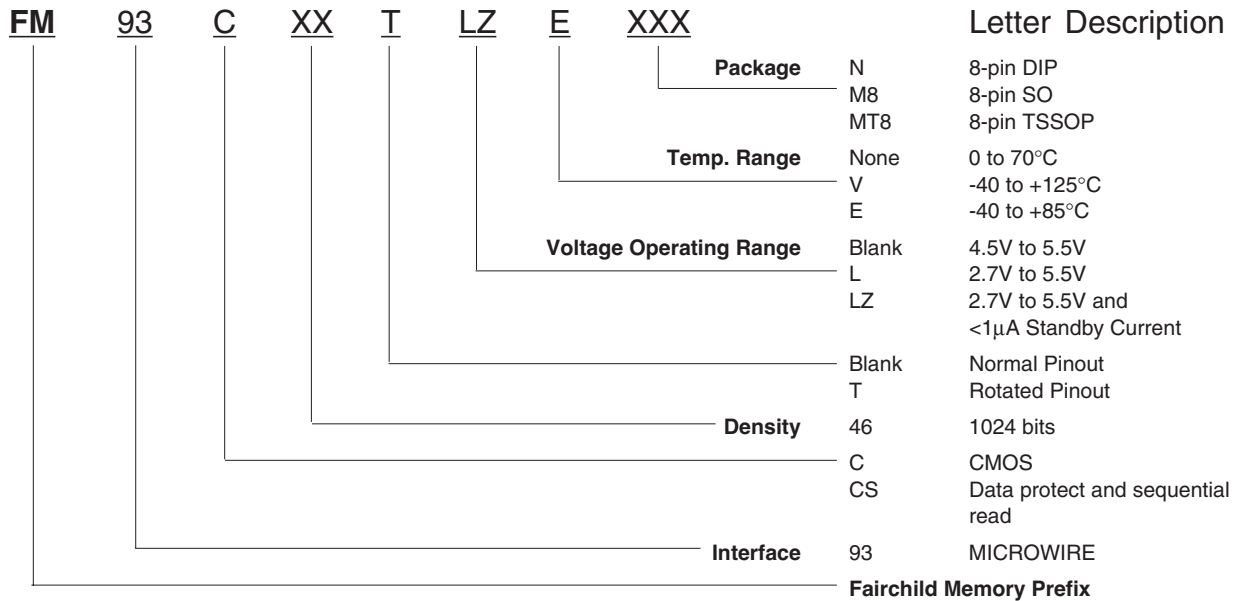 FM 93 C XX T LZ E XXX Letter Description
Package N 8-pin DIP
M8 8-pin SO
MT8 8-pin TSSOP
Temp. Range None 0 to 70°C
V -40 to +125°C
E -40 to +85°C
Voltage Operating Range Blank 4.5V to 5.5V
L 2.7V to 5.5V
LZ 2.7V to 5.5V and
<1μA Standby Current
Blank Normal Pinout
T Rotated Pinout
Density 46 1024 bits
C CMOS
CS Data protect and sequential
read
Interface 93 MICROWIRE
Fairchild Memory Prefix